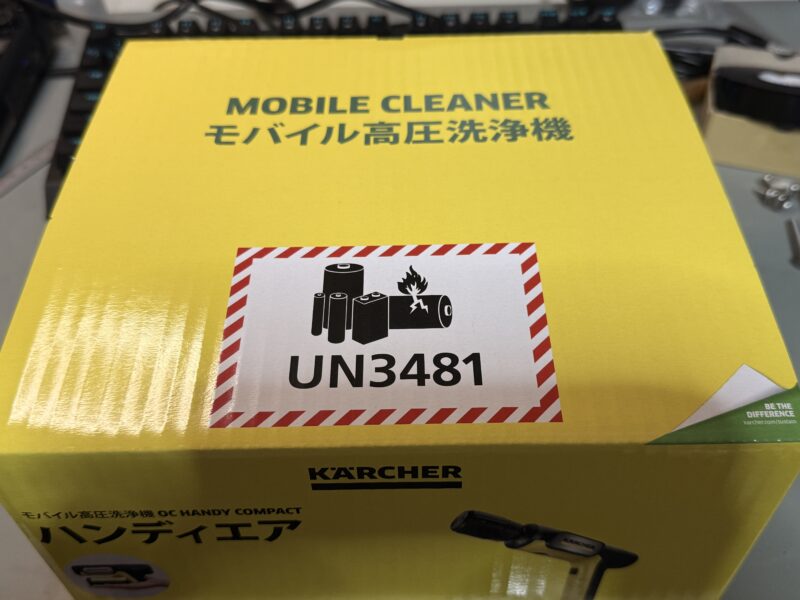 MOBILE CLEANER
モバイル高圧洗浄機
UN3481
BE THE
DIFFERENCE
KÄRCHER
モバイル高圧洗浄機 OC HANDY COMPACT
ハンディエア
KÄRCHER